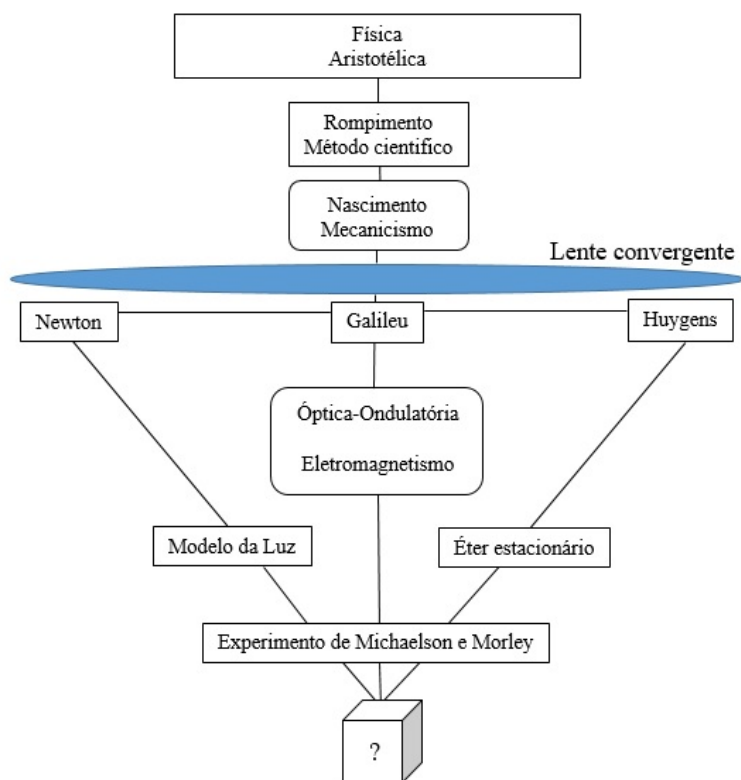 Física
Aristotélica
Rompimento
Método cientifico
Nascimento
Mecanicismo
Lente convergente
Newton
Galileu
Huygens
Óptica-Ondulatória
Eletromagnetismo
Modelo da Luz
Éter estacionário
Experimento de Michaelson e Morley
?